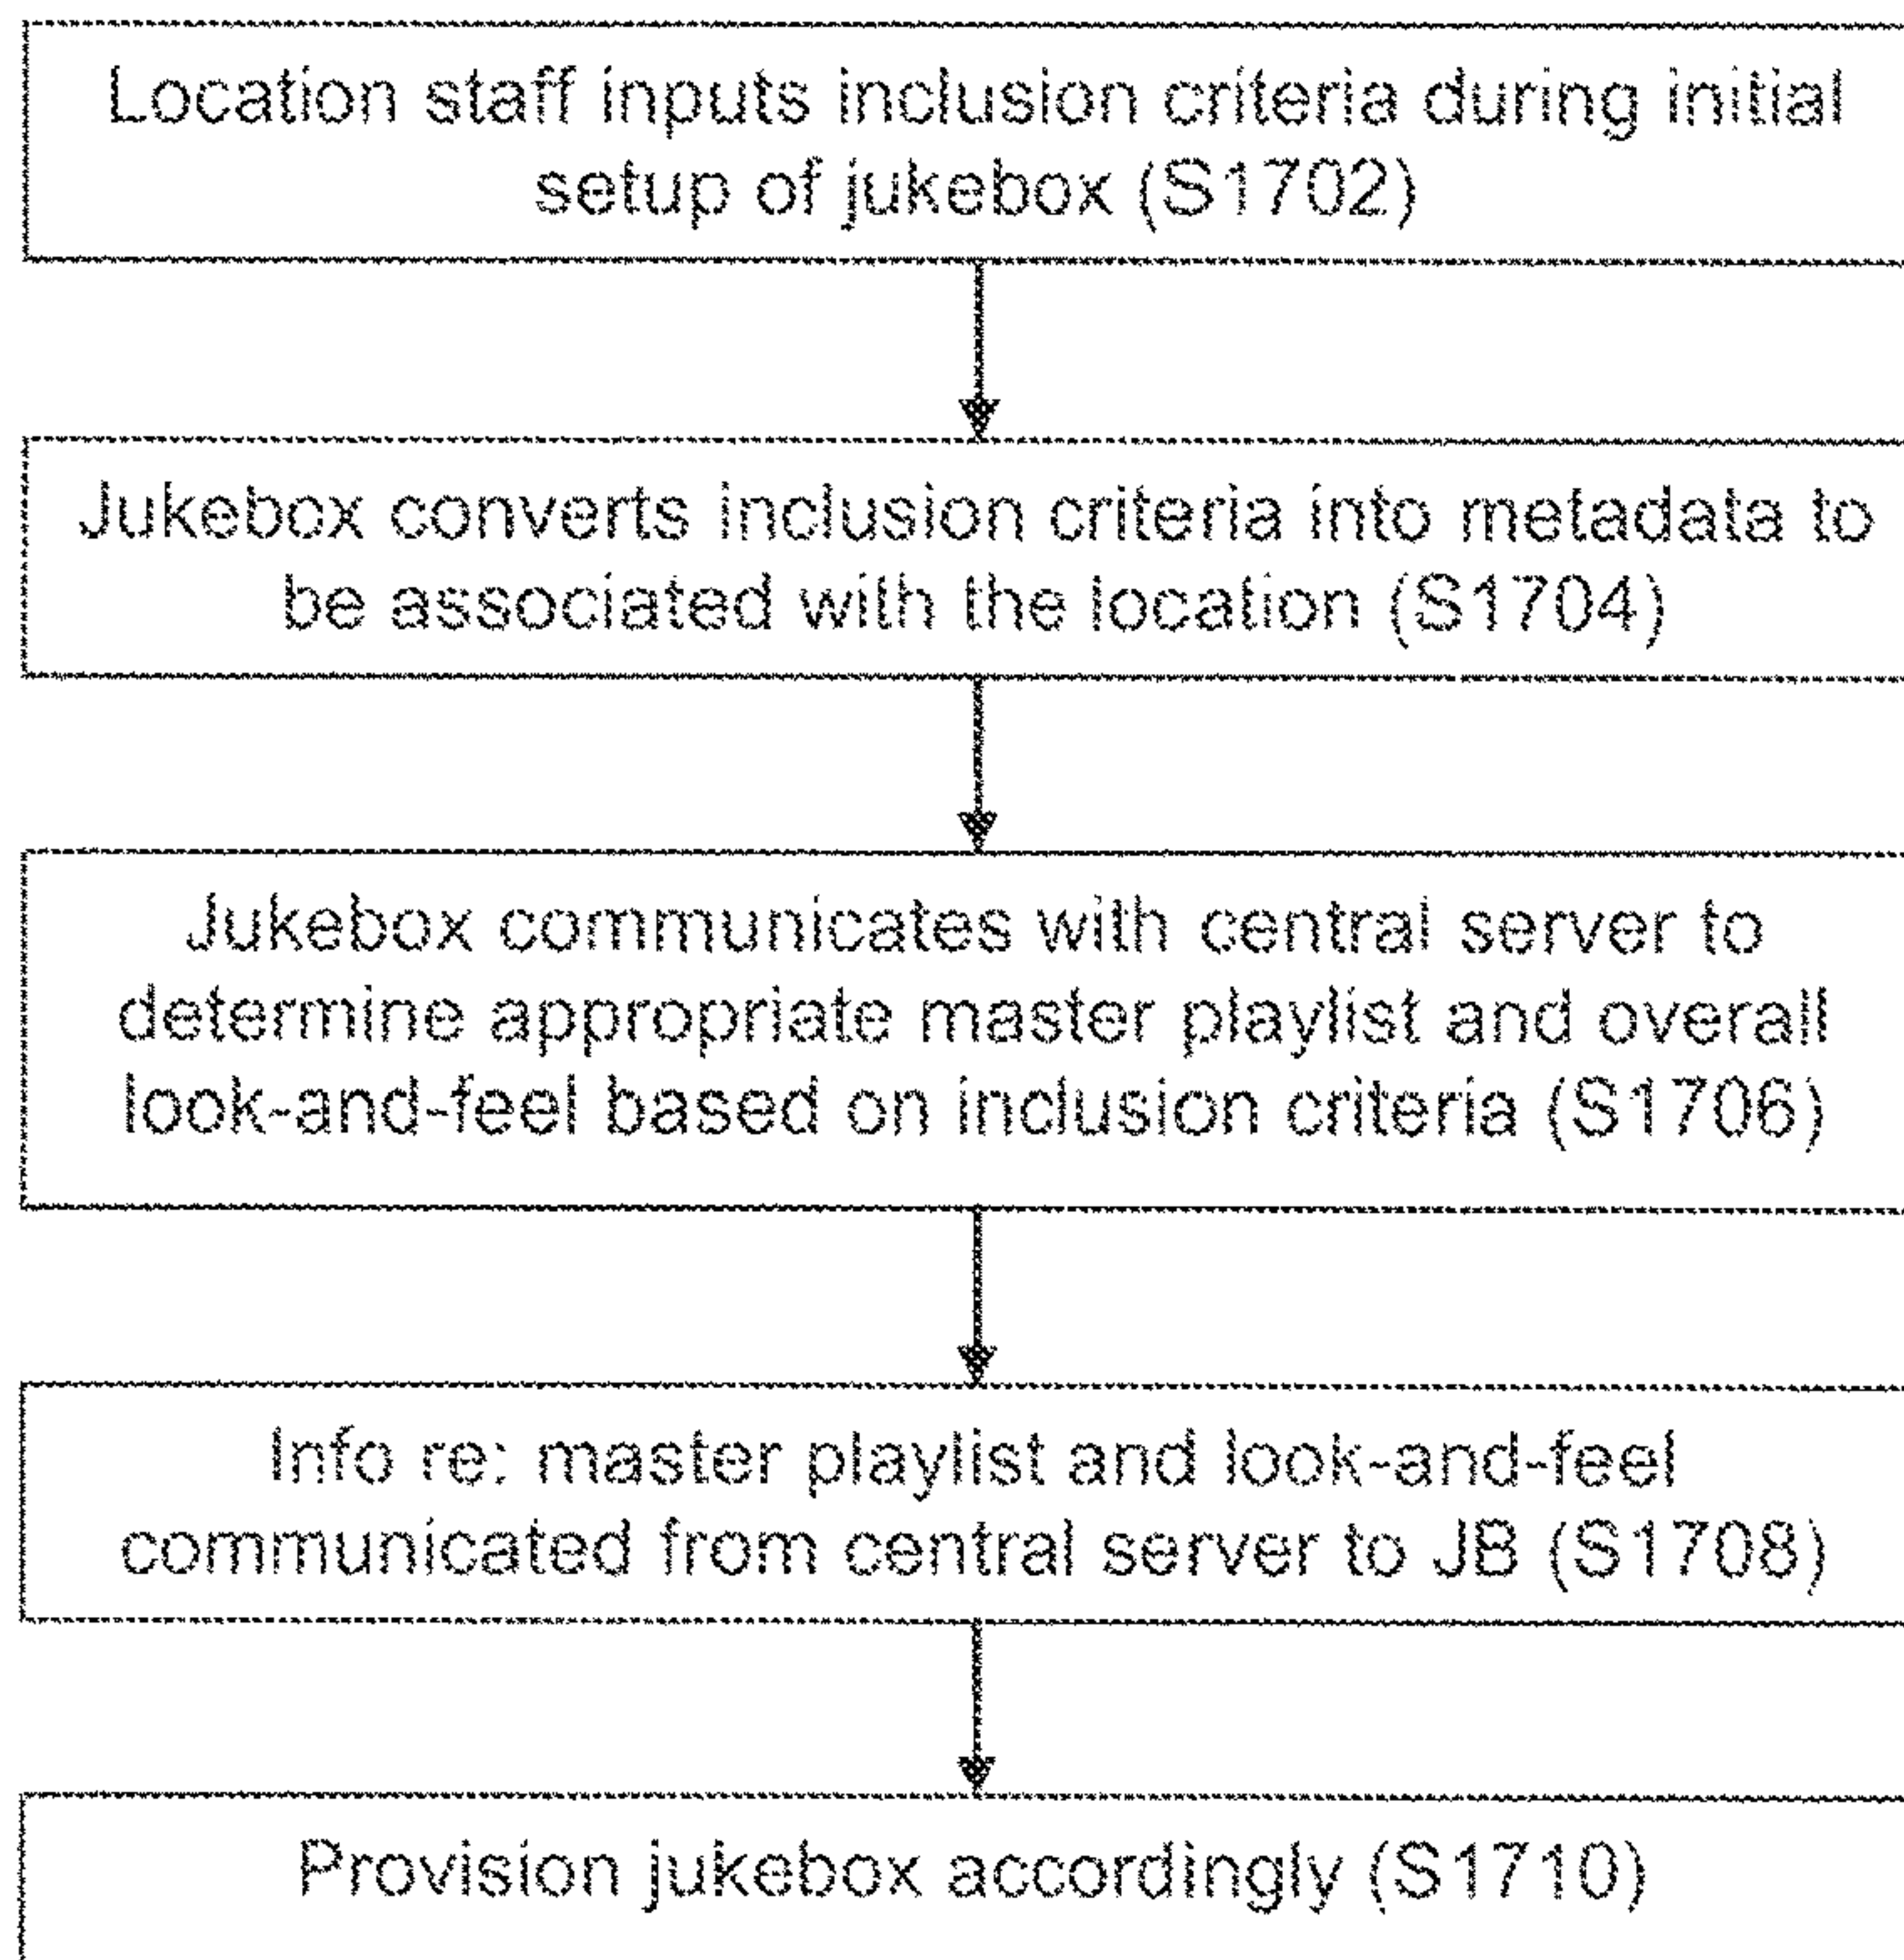 Location staff inputs inclusion criteria during initial
setup of jukebox (S1702)
Jukebox converts inclusion criteria into metadata to
be associated with the location (S1704)
Jukebox communicates with central server to
determine appropriate master playlist and overall
look-and-feel based on inclusion criteria (S1706)
Info re: master playlist and look-and-feel
communicated from central server to JB (S1708)
Provision jukebox accordingly (S1710)